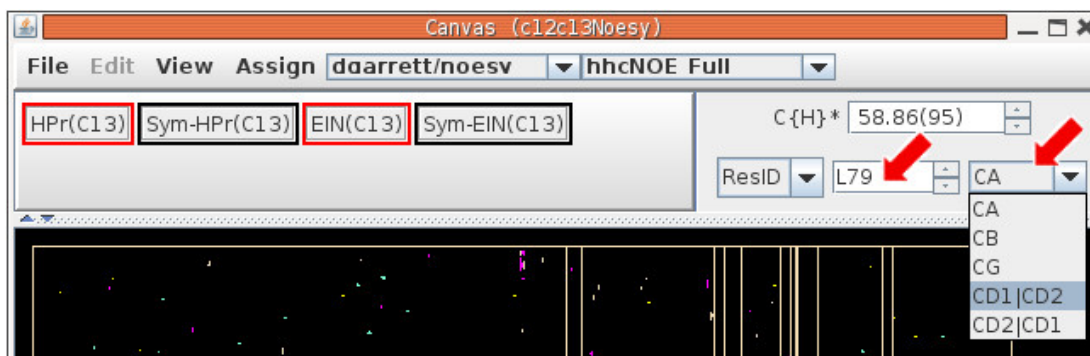 Canvas (c12c13Noesy)
File Edit View Assign dgarrett/noesy hhcNOE Full
HPr(C13) Sym-HPr(C13) EIN(C13) Sym-EIN(C13)
C{H}* 58.86(95)
ResID L79 CA
CA
CB
CG
CD1|CD2
CD2|CD1